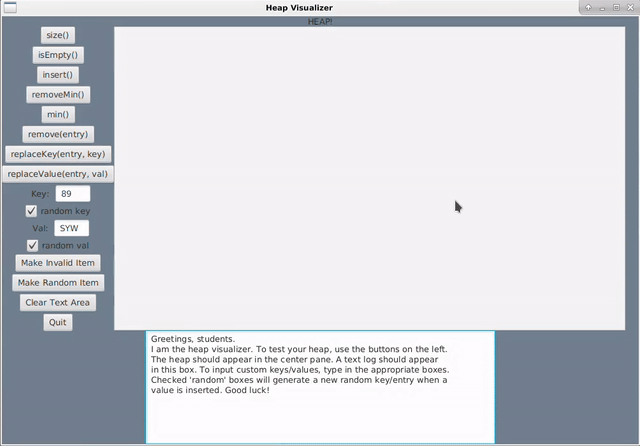 Heap Visualizer
HEAP!
size()
isEmpty()
insert()
removeMin()
min()
remove(entry)
replaceKey(entry, key)
replaceValue(entry, val)
Key: 89
random key
Val: SYW
random val
Make Invalid Item
Make Random Item
Clear Text Area
Quit
Greetings, students.
I am the heap visualizer. To test your heap, use the buttons on the left.
The heap should appear in the center pane. A text log should appear
in this box. To input custom keys/values, type in the appropriate boxes.
Checked 'random' boxes will generate a new random key/entry when a
value is inserted. Good luck!